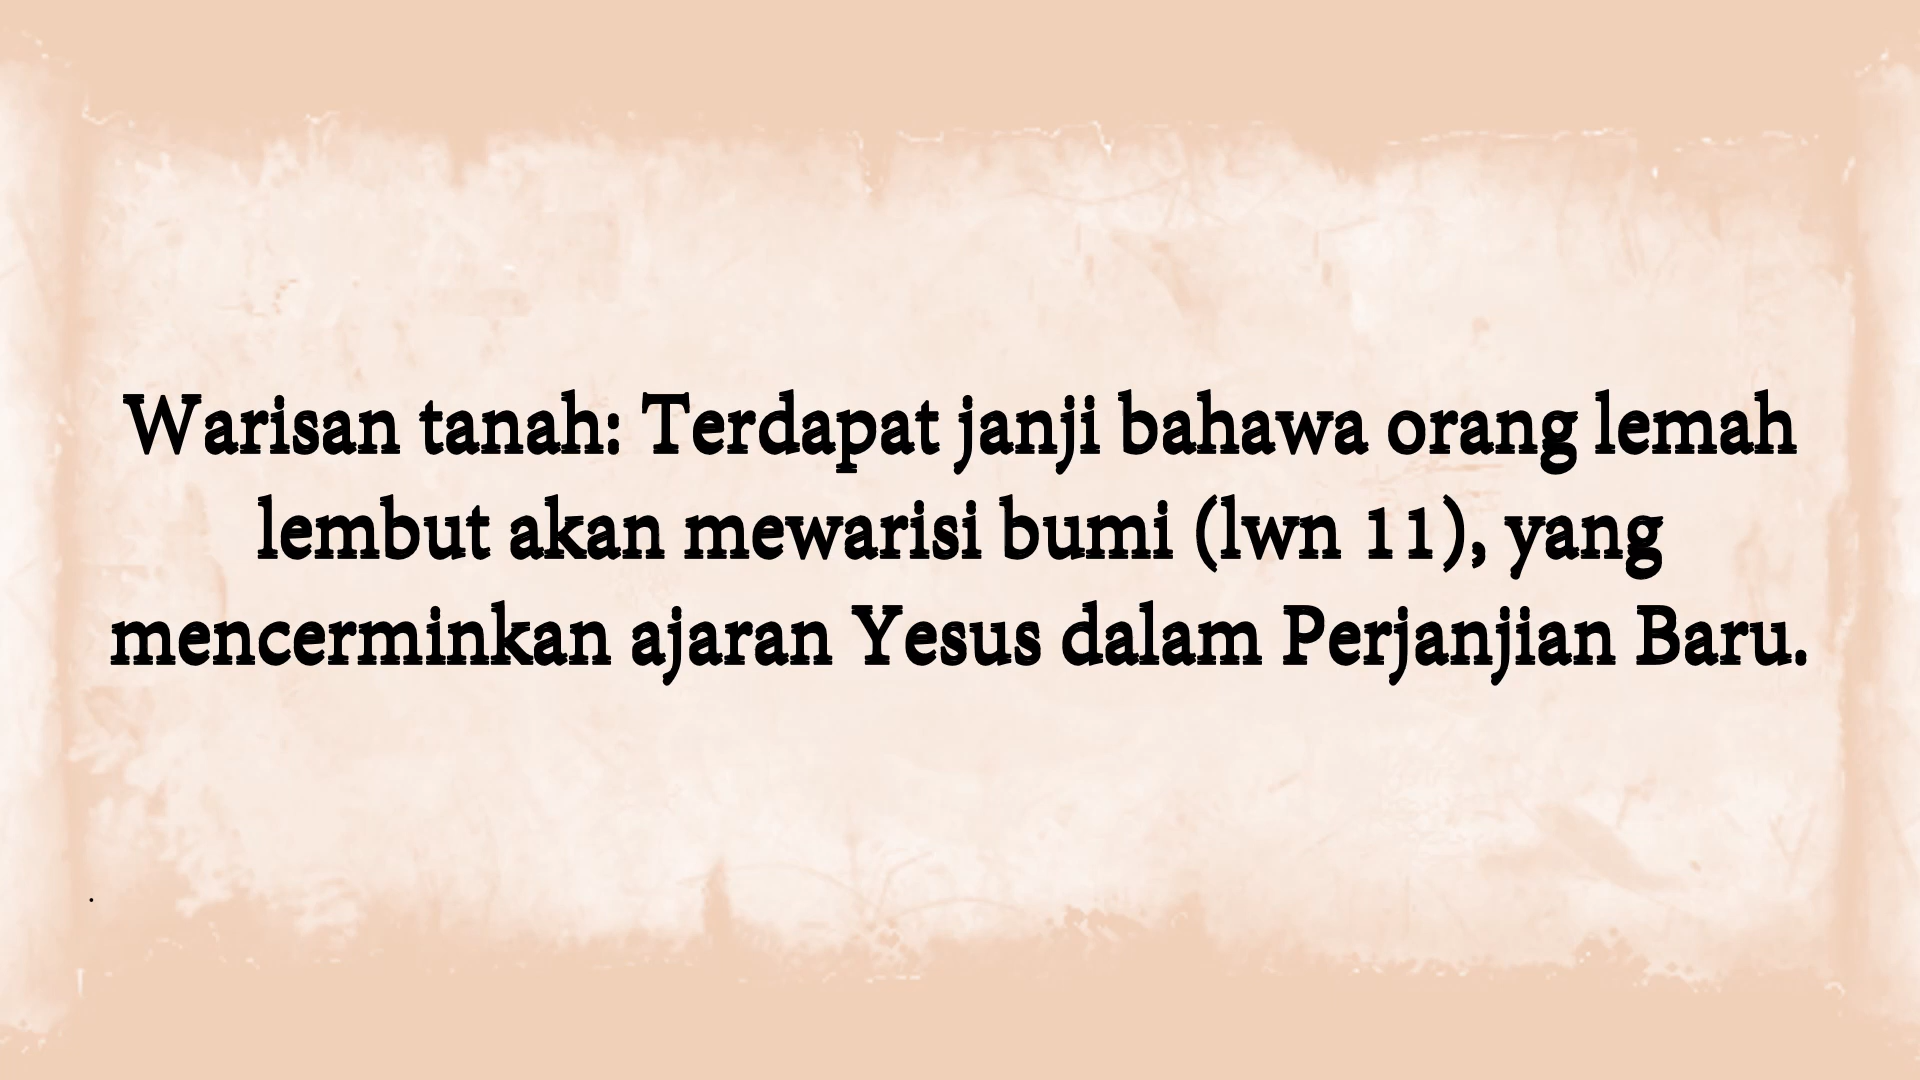 Warisan tanah: Terdapat janji bahawa orang lemah
lembut akan mewarisi bumi (lwn 11), yang
mencerminkan ajaran Yesus dalam Perjanjian Baru.
.